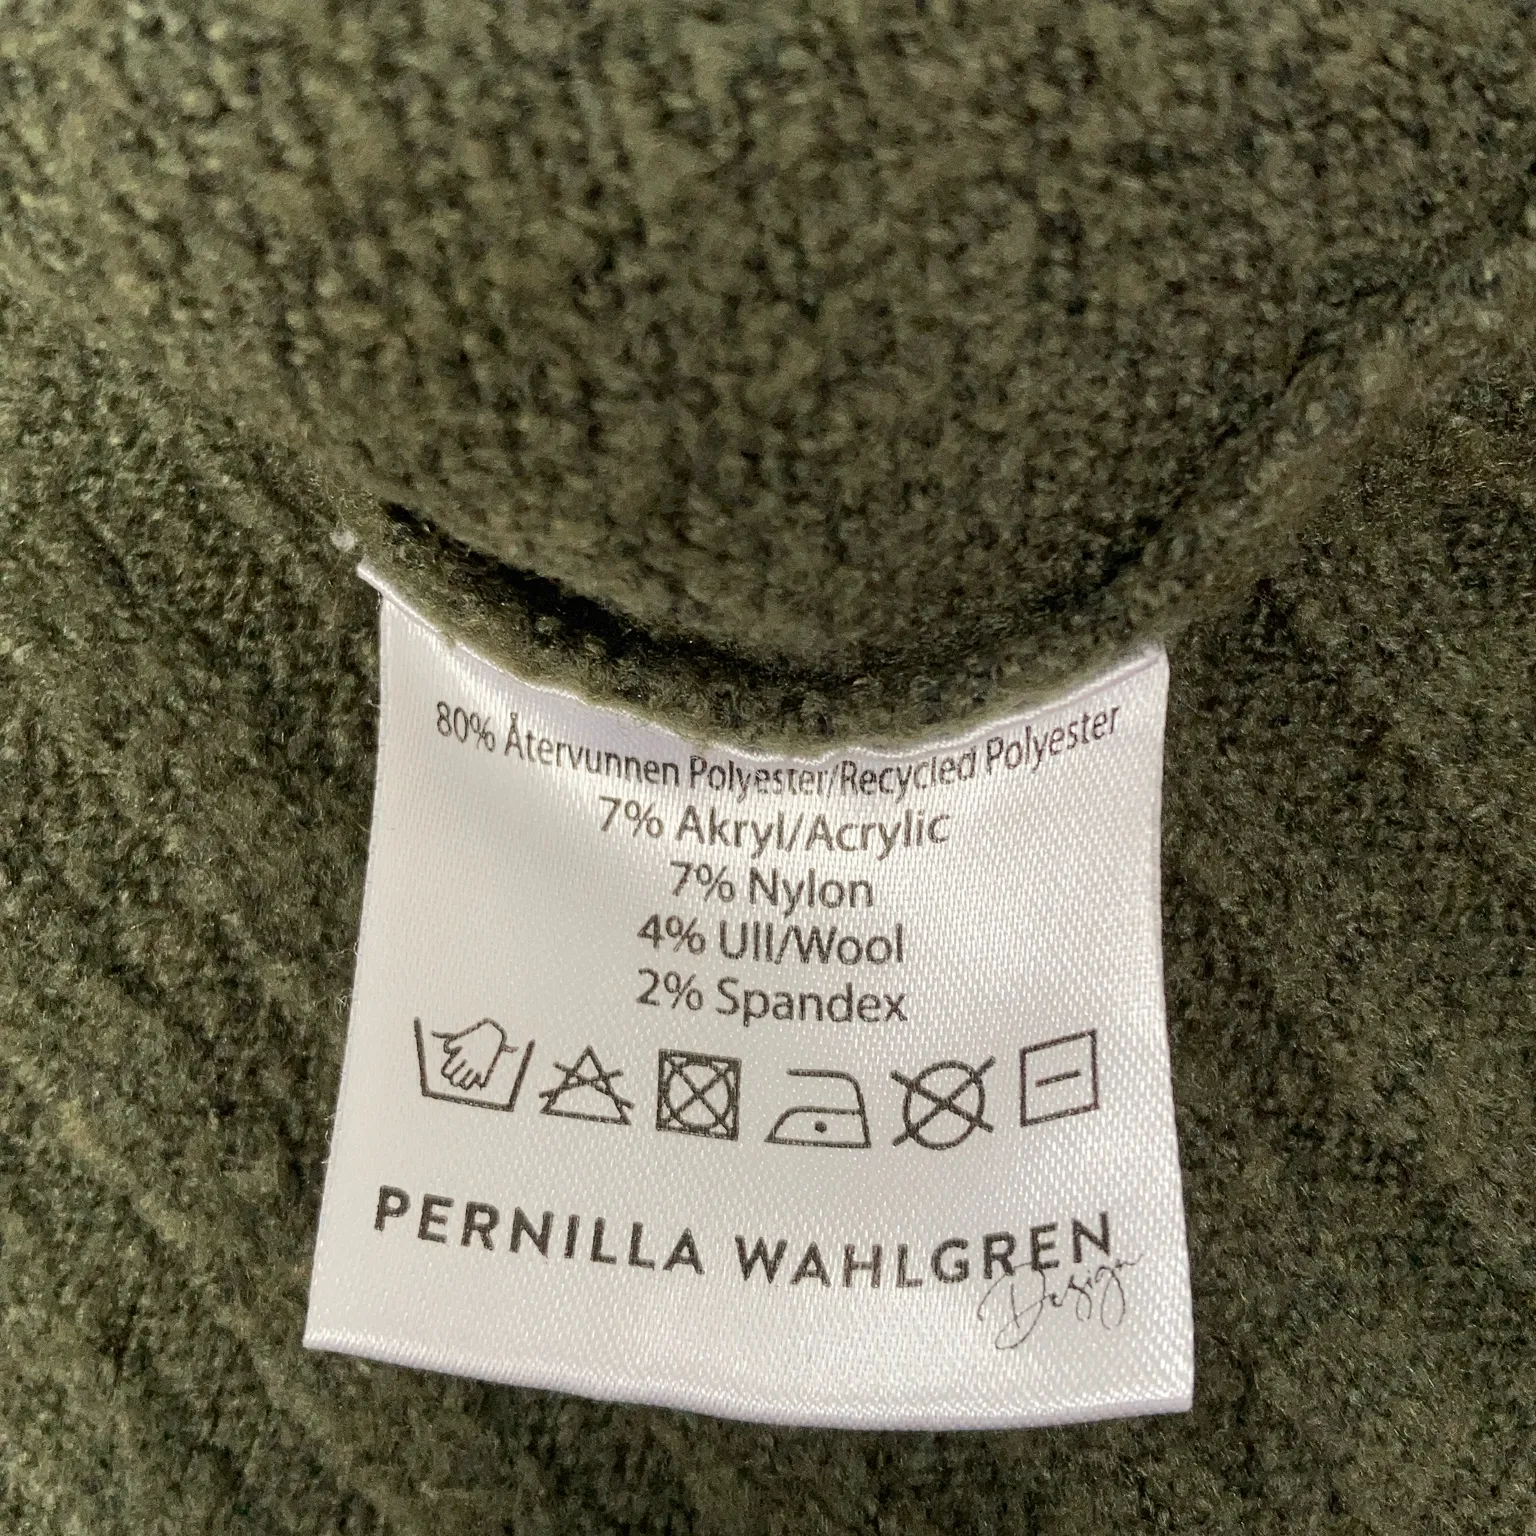 80% Återvunnen Polyester/Recycled Polyester
7% Akryl/Acrylic
7% Nylon
4% Ull/Wool
2% Spandex
PERNILLA WAHLGREN
Design